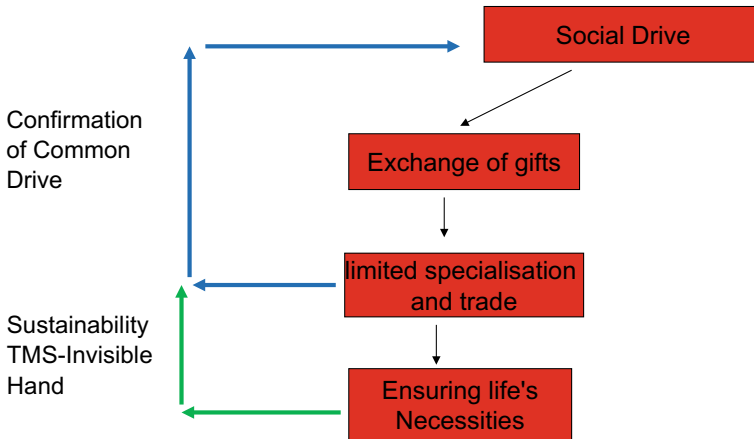 Social Drive
Confirmation
of Common
Drive
Exchange of gifts
limited specialisation
and trade
Sustainability
TMS-Invisible
Hand
Ensuring life's
Necessities